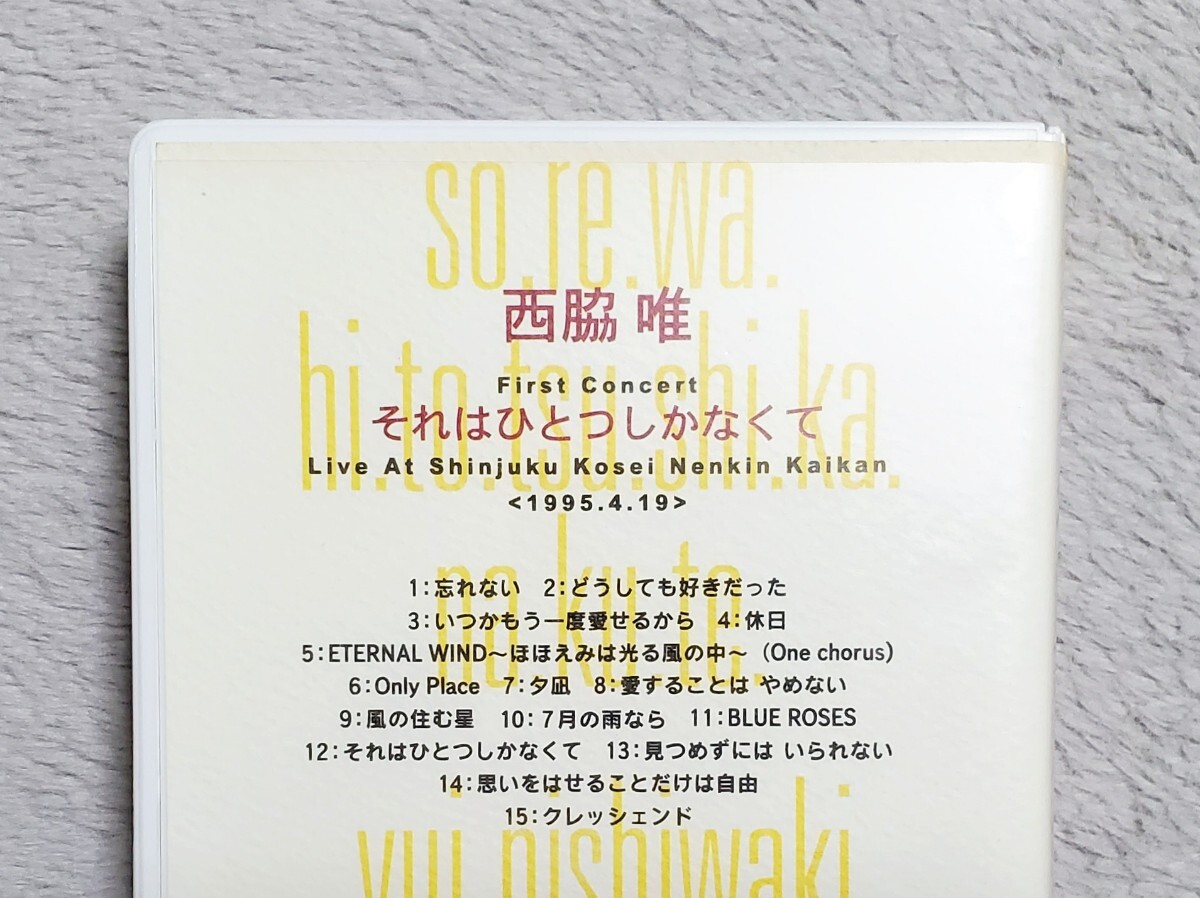 so.re.wa.
西脇 唯
hi.to.tsu.shi.ka.
First Concert
それはひとつしかなくて
Live At Shinjuku Kosei Nenkin Kaikan
<1995.4.19>
na.ku.te.
1:忘れない 2:どうしても好きだった
3:いつかもう一度愛せるから 4:休日
5:ETERNAL WIND〜ほほえみは光る風の中〜 (One chorus)
6:Only Place 7:夕凪 8:愛することは やめない
9:風の住む星 10:7月の雨なら 11:BLUE ROSES
12:それはひとつしかなくて 13:見つめずには いられない
14:思いをはせることだけは自由
15:クレッシェンド
yui nishiwaki